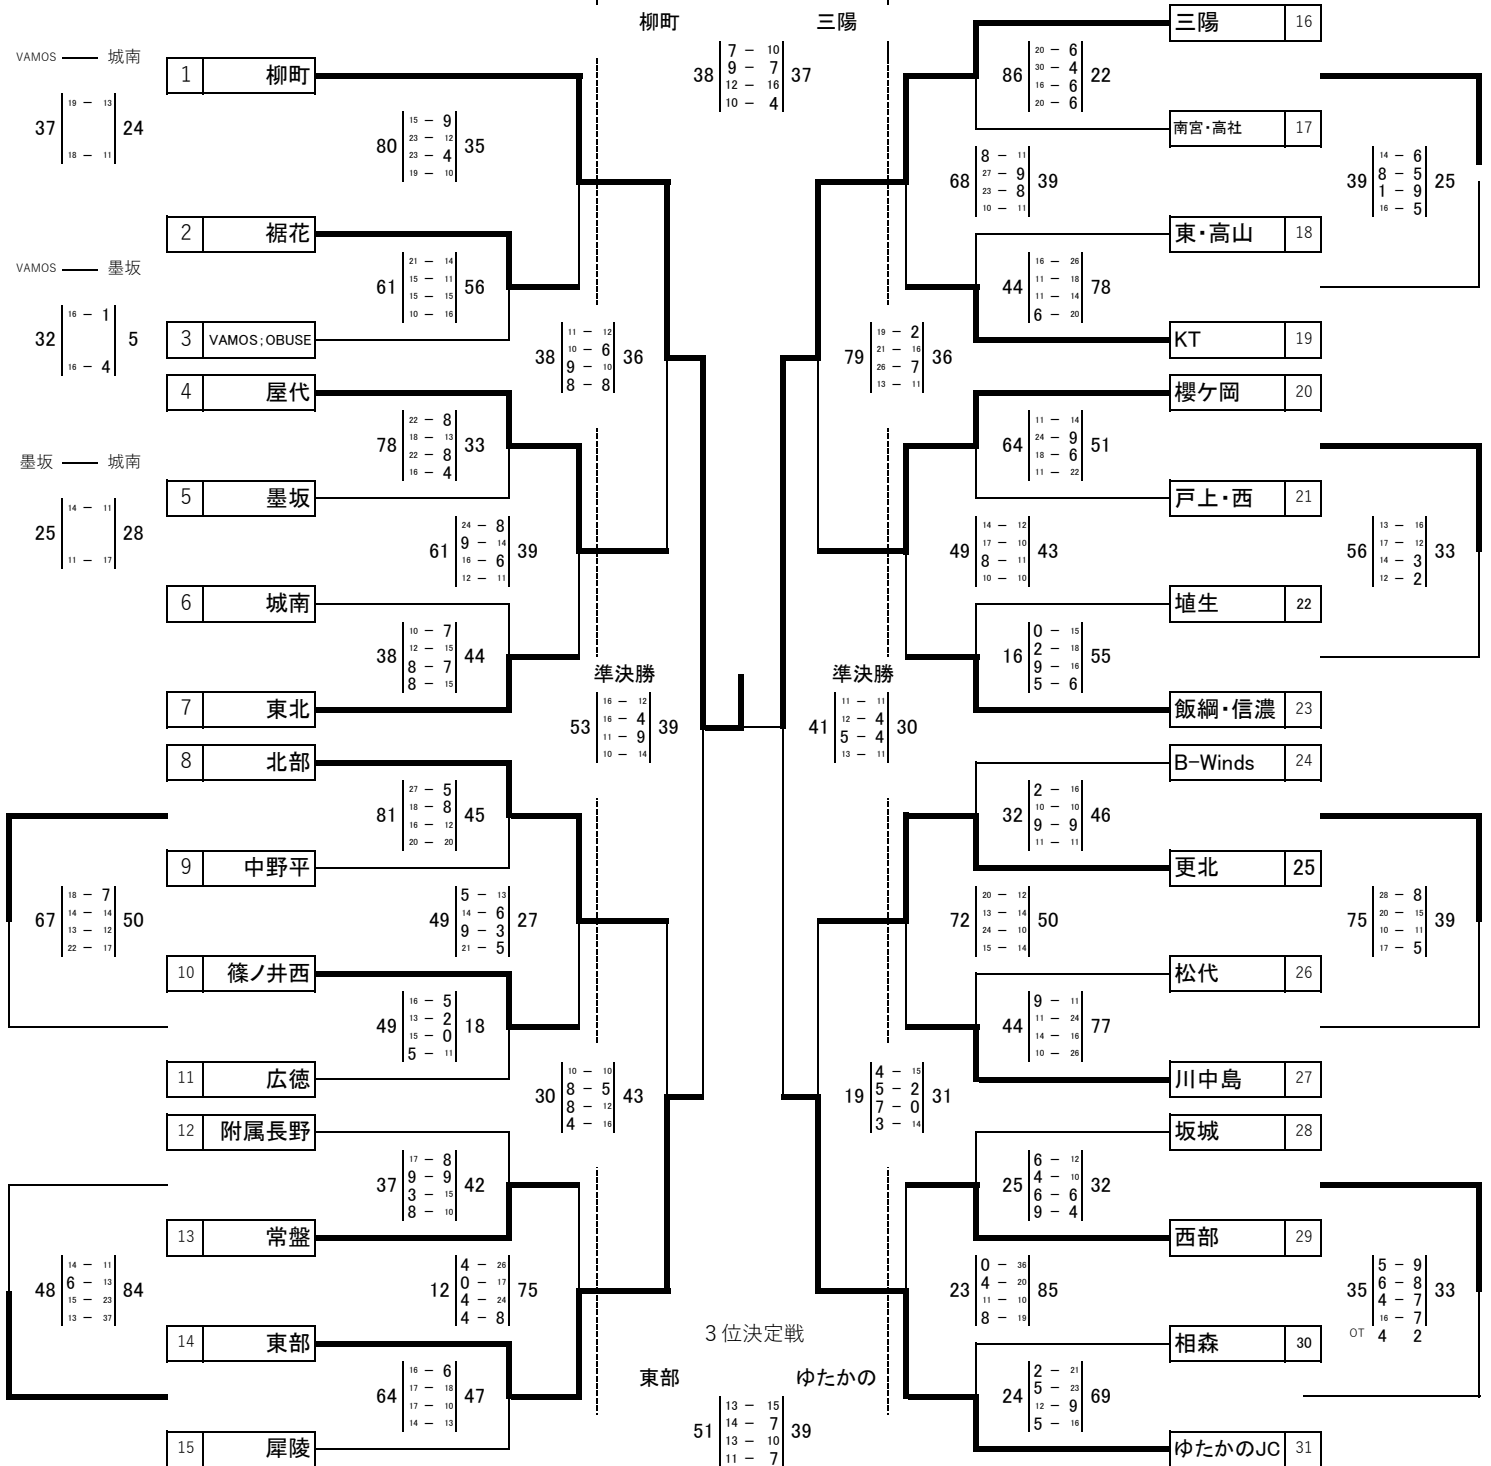 柳町 三陽
38 37
7 - 10
9 - 7
12 - 16
10 - 4
VAMOS 城南
37 24
19 - 13
18 - 11
VAMOS 墨坂
32 5
16 - 1
16 - 4
墨坂 城南
25 28
14 - 11
11 - 17
1 柳町
80 35
15 - 9
23 - 12
23 - 4
19 - 10
2 裾花
61 56
21 - 14
15 - 11
15 - 15
10 - 16
3 VAMOS;OBUSE
38 36
11 - 12
10 - 6
9 - 10
8 - 8
4 屋代
78 33
22 - 8
18 - 13
22 - 8
16 - 4
5 墨坂
61 39
24 - 8
9 - 14
16 - 6
12 - 11
6 城南
38 44
10 - 7
12 - 15
8 - 7
8 - 15
7 東北
準決勝
53 39
16 - 12
16 - 4
11 - 9
10 - 14
8 北部
81 45
27 - 5
18 - 8
16 - 12
20 - 20
9 中野平
67 50
18 - 7
14 - 14
13 - 12
22 - 17
49 27
5 - 13
14 - 6
9 - 3
21 - 5
10 篠ノ井西
49 18
16 - 5
13 - 2
15 - 0
5 - 11
11 広徳
30 43
10 - 10
8 - 5
8 - 12
4 - 16
12 附属長野
37 42
17 - 8
9 - 9
3 - 15
8 - 10
13 常盤
48 84
14 - 11
6 - 13
15 - 23
13 - 37
12 75
4 - 26
0 - 17
4 - 24
4 - 8
14 東部
64 47
16 - 6
17 - 18
17 - 10
14 - 13
15 犀陵
三陽 16
86 22
20 - 6
30 - 4
16 - 6
20 - 6
南宮・高社 17
68 39
8 - 11
27 - 9
23 - 8
10 - 11
39 25
14 - 6
8 - 5
1 - 9
16 - 5
東・高山 18
44 78
16 - 26
11 - 18
11 - 14
6 - 20
KT 19
79 36
19 - 2
21 - 16
26 - 7
13 - 11
櫻ケ岡 20
64 51
11 - 14
24 - 9
18 - 6
11 - 22
戸上・西 21
49 43
14 - 12
17 - 10
8 - 11
10 - 10
56 33
13 - 16
17 - 12
14 - 3
12 - 2
埴生 22
16 55
0 - 15
2 - 18
9 - 16
5 - 6
飯綱・信濃 23
準決勝
41 30
11 - 11
12 - 4
5 - 4
13 - 11
B-Winds 24
32 46
2 - 16
10 - 10
9 - 9
11 - 11
更北 25
72 50
20 - 12
13 - 14
24 - 10
15 - 14
75 39
28 - 8
20 - 15
10 - 11
17 - 5
松代 26
44 77
9 - 11
11 - 24
14 - 16
10 - 26
川中島 27
19 31
4 - 15
5 - 2
7 - 0
3 - 14
坂城 28
25 32
6 - 12
4 - 10
6 - 6
9 - 4
西部 29
23 85
0 - 36
4 - 20
11 - 10
8 - 19
35 33
5 - 9
6 - 8
4 - 7
16 - 7
OT 4 2
相森 30
24 69
2 - 21
5 - 23
12 - 9
5 - 16
ゆたかのJC 31
3位決定戦
東部 ゆたかの
51 39
13 - 15
14 - 7
13 - 10
11 - 7